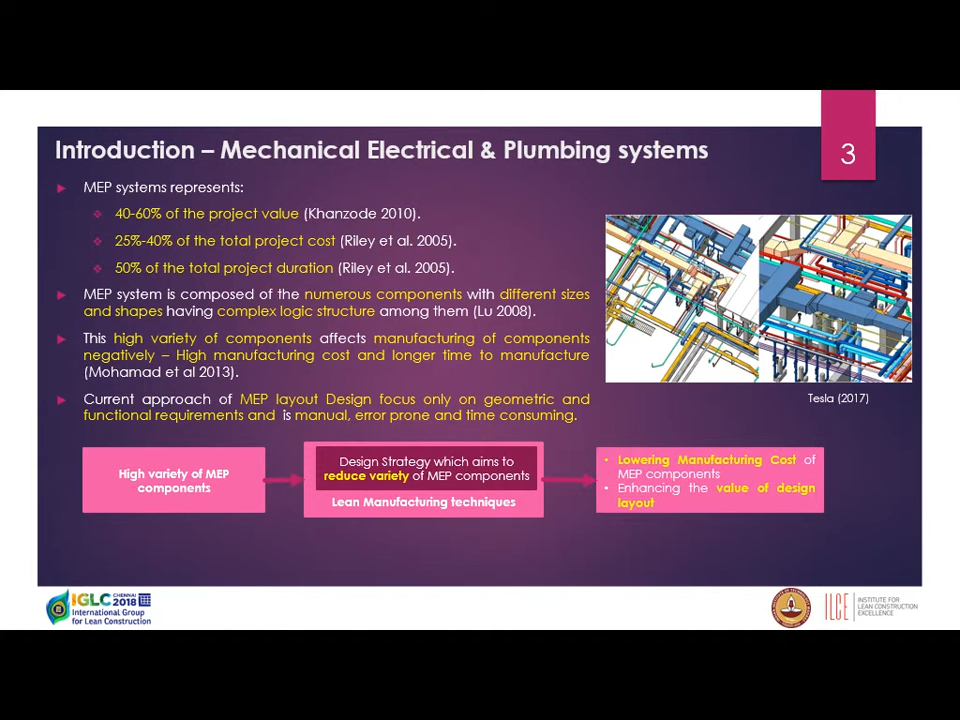 Introduction – Mechanical Electrical & Plumbing systems
3
MEP systems represents:
40-60% of the project value (Khanzode 2010).
25%-40% of the total project cost (Riley et al. 2005).
50% of the total project duration (Riley et al. 2005).
MEP system is composed of the numerous components with different sizes
and shapes having complex logic structure among them (Lu 2008).
This high variety of components affects manufacturing of components
negatively – High manufacturing cost and longer time to manufacture
(Mohamad et al 2013).
Current approach of MEP layout Design focus only on geometric and
functional requirements and is manual, error prone and time consuming.
Tesla (2017)
High variety of MEP
components
Design Strategy which aims to
reduce variety of MEP components
Lean Manufacturing techniques
• Lowering Manufacturing Cost of
MEP components
• Enhancing the value of design
layout
IGLC CHENNAI 2018
International Group
for Lean Construction
ILCE
INSTITUTE FOR
LEAN CONSTRUCTION
EXCELLENCE